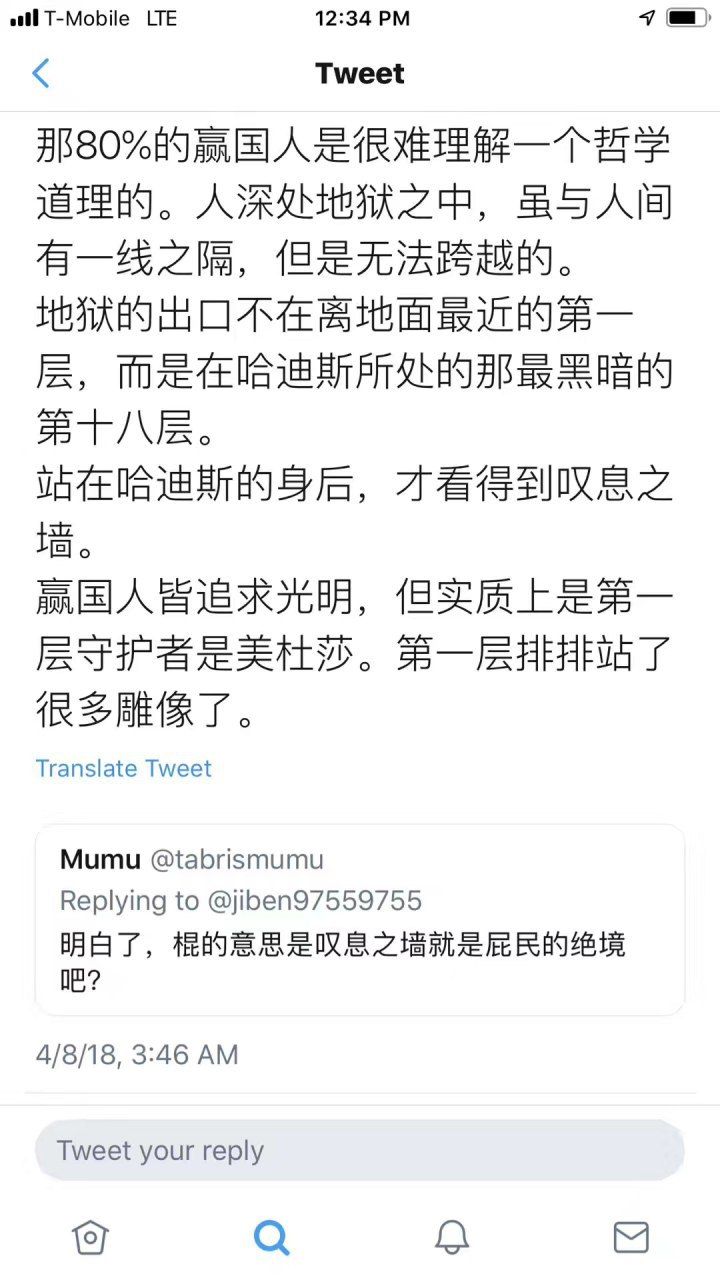 T-Mobile LTE 12:34 PM
Tweet
那80%的赢国人是很难理解一个哲学
道理的。人深处地狱之中，虽与人间
有一线之隔，但是无法跨越的。
地狱的出口不在离地面最近的第一
层，而是在哈迪斯所处的那最黑暗的
第十八层。
站在哈迪斯的身后，才看得到叹息之
墙。
赢国人皆追求光明，但实质上是第一
层守护者是美杜莎。第一层排排站了
很多雕像了。
Translate Tweet
Mumu @tabrismumu
Replying to @jiben97559755
明白了，棍的意思是叹息之墙就是屁民的绝境
吧?
4/8/18, 3:46 AM
Tweet your reply